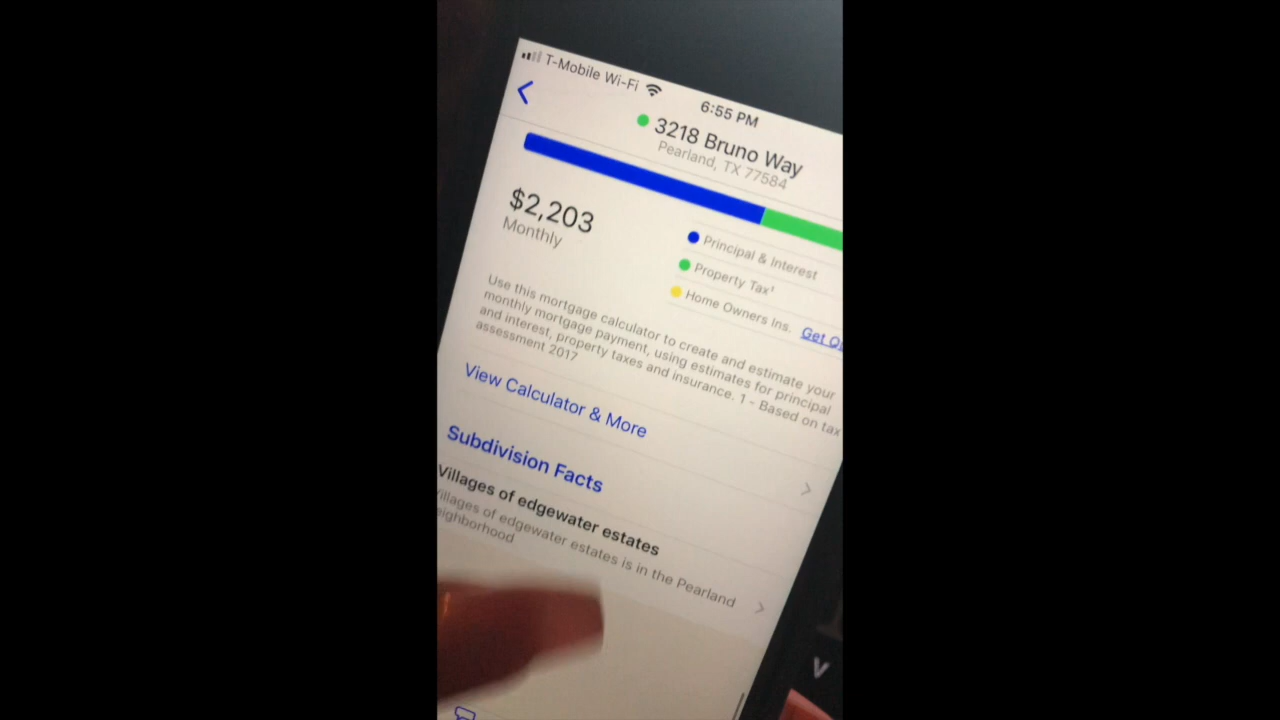 T-Mobile Wi-Fi
6:55 PM
3218 Bruno Way
Pearland, TX 77584
$2,203
Monthly
Principal & Interest
Property Tax¹
Home Owners Ins. Get
Use this mortgage calculator to create and estimate your
monthly mortgage payment, using estimates for principal
and interest, property taxes and insurance. 1 - Based on tax
assessment 2017
View Calculator & More
Subdivision Facts
Villages of edgewater estates
Villages of edgewater estates is in the Pearland
neighborhood
V